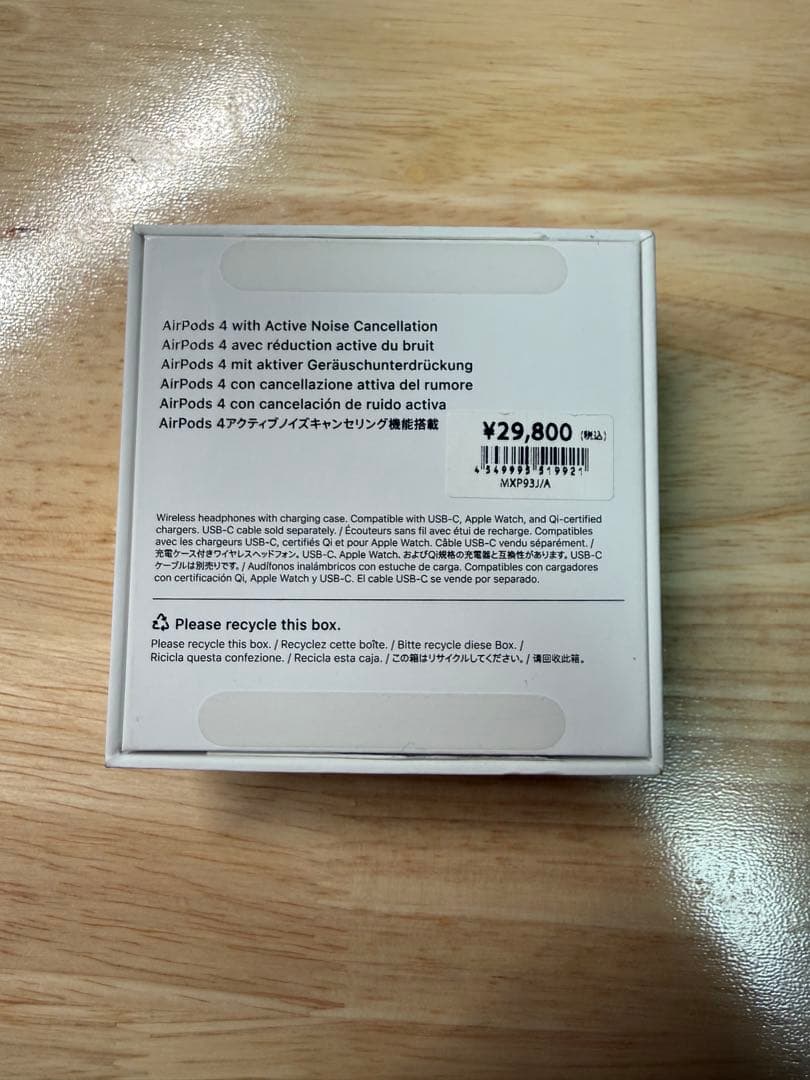 AirPods 4 with Active Noise Cancellation
AirPods 4 avec réduction active du bruit
AirPods 4 mit aktiver Geräuschunterdrückung
AirPods 4 con cancellazione attiva del rumore
AirPods 4 con cancelación de ruido activa
AirPods 4アクティブノイズキャンセリング機能搭載
¥29,800 (税込)
4549995519921
MXP93J/A
Wireless headphones with charging case. Compatible with USB-C, Apple Watch, and Qi-certified
chargers. USB-C cable sold separately. / Écouteurs sans fil avec étui de recharge. Compatibles
avec les chargeurs USB-C, certifiés Qi et pour Apple Watch. Câble USB-C vendu séparément. /
充電ケース付きワイヤレスヘッドフォン。USB-C、Apple Watch、およびQi規格の充電器と互換性があります。USB-C
ケーブルは別売りです。/ Audífonos inalámbricos con estuche de carga. Compatibles con cargadores
con certificación Qi, Apple Watch y USB-C. El cable USB-C se vende por separado.
Please recycle this box.
Please recycle this box. / Recyclez cette boîte. / Bitte recycle diese Box. /
Ricicla questa confezione. / Recicla esta caja. / この箱はリサイクルしてください。/ 请回收此箱。